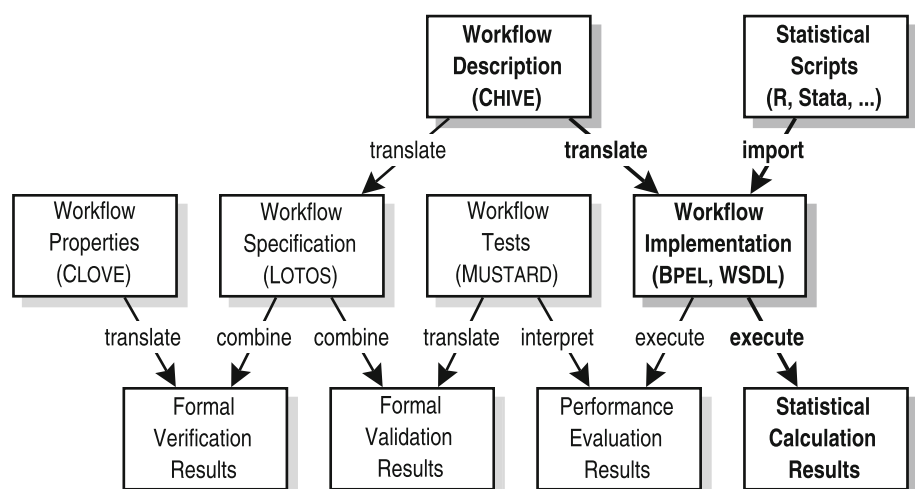 Workflow
Description
(CHIVE)
Statistical
Scripts
(R, Stata, ...)
translate
translate
import
Workflow
Properties
(CLOVE)
Workflow
Specification
(LOTOS)
Workflow
Tests
(MUSTARD)
Workflow
Implementation
(BPEL, WSDL)
translate
combine
combine
translate
interpret
execute
execute
Formal
Verification
Results
Formal
Validation
Results
Performance
Evaluation
Results
Statistical
Calculation
Results